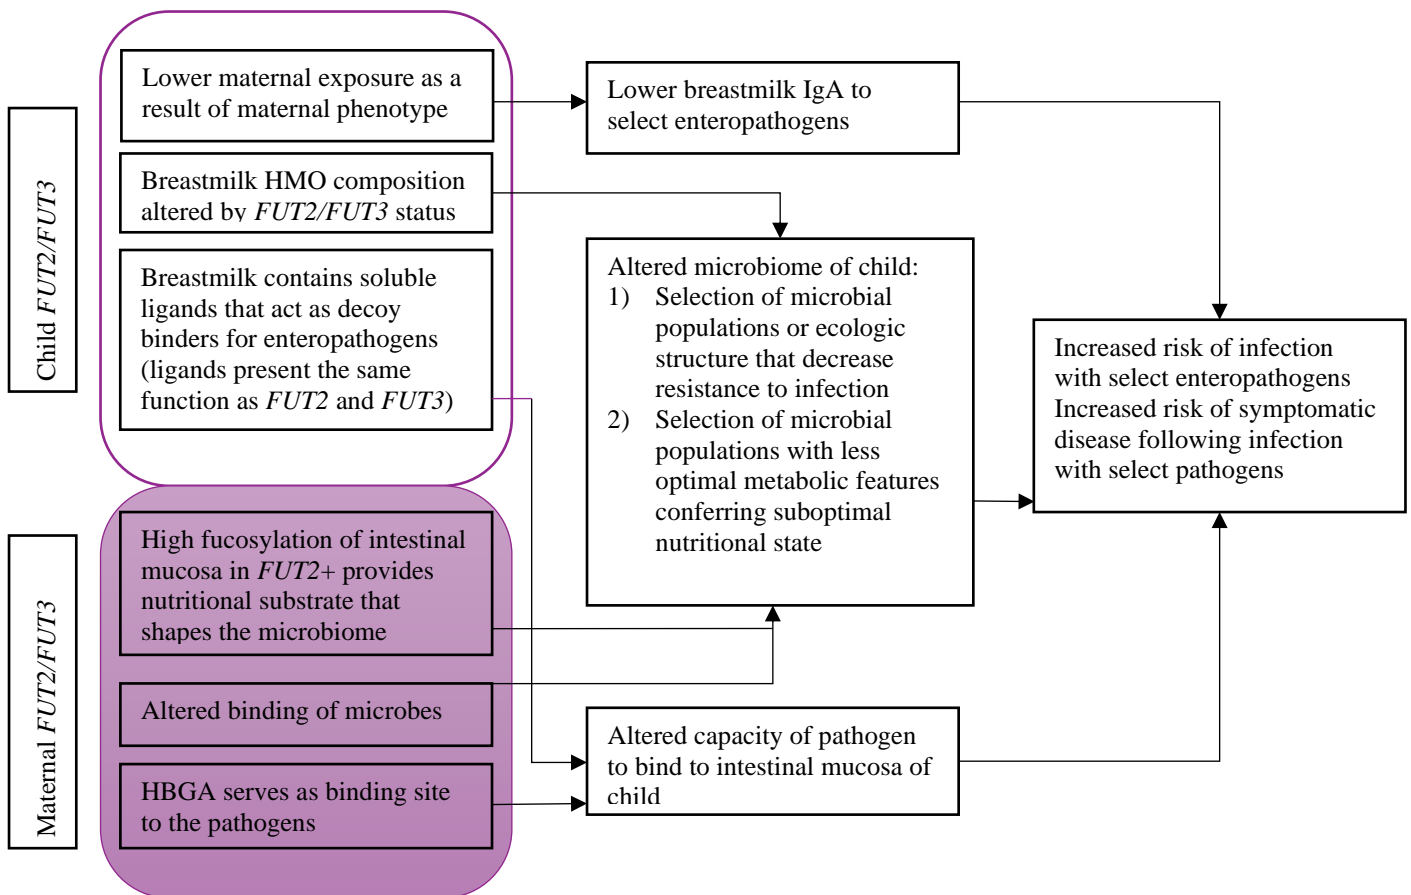 Child FUT2/FUT3
Lower maternal exposure as a
result of maternal phenotype
Breastmilk HMO composition
altered by FUT2/FUT3 status
Breastmilk contains soluble
ligands that act as decoy
binders for enteropathogens
(ligands present the same
function as FUT2 and FUT3)
Maternal FUT2/FUT3
High fucosylation of intestinal
mucosa in FUT2+ provides
nutritional substrate that
shapes the microbiome
Altered binding of microbes
HBGA serves as binding site
to the pathogens
Lower breastmilk IgA to
select enteropathogens
Altered microbiome of child:
1) Selection of microbial
populations or ecologic
structure that decrease
resistance to infection
2) Selection of microbial
populations with less
optimal metabolic features
conferring suboptimal
nutritional state
Altered capacity of pathogen
to bind to intestinal mucosa of
child
Increased risk of infection
with select enteropathogens
Increased risk of symptomatic
disease following infection
with select pathogens